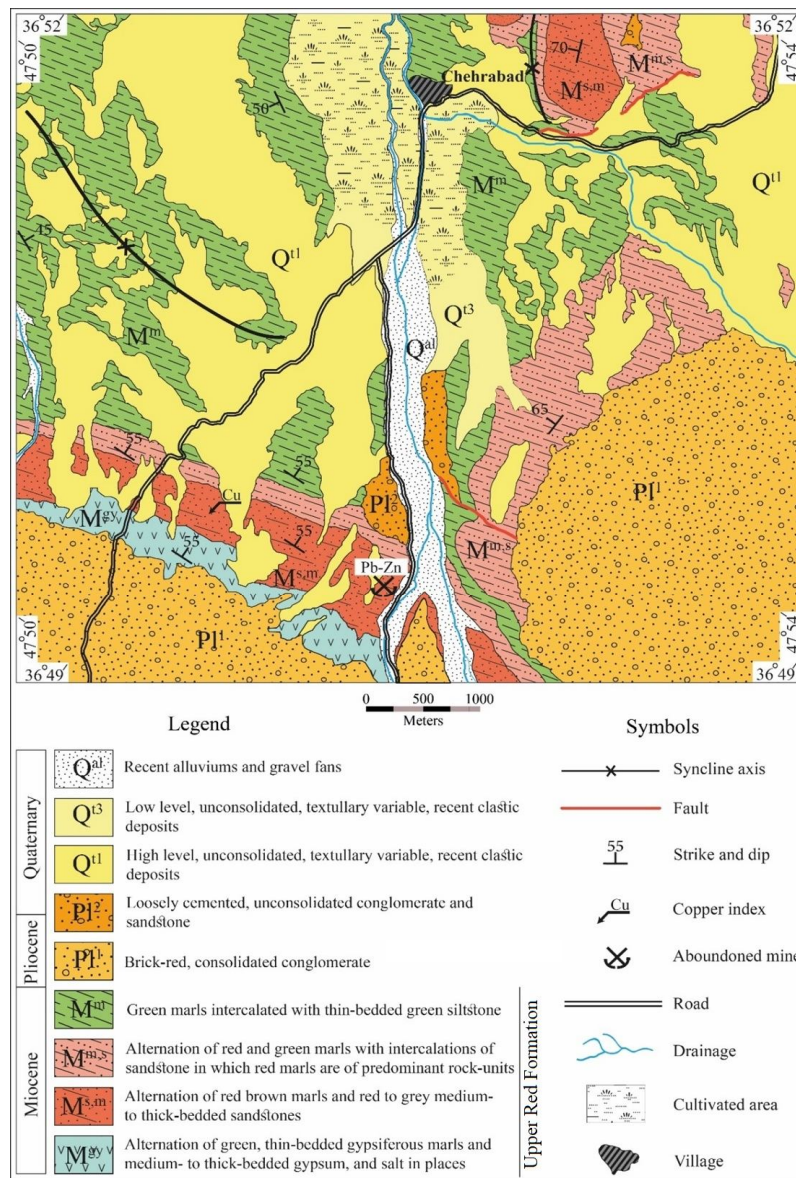 36°52'
36°52'
47°50'
47°54'
70
M^m,s
Chehrabad
M^s,m
50
M^m
Q^t1
45
Q^t1
Q^t3
M^m
Q^al
65
55
55
Pl^1
Cu
Pl^2
M^gy
55
55
M^m,s
Pb-Zn
M^s,m
Pl^1
47°50'
47°54'
36°49'
36°49'
0 500 1000
Meters
Legend
Quaternary
Q^al Recent alluviums and gravel fans
Q^t3 Low level, unconsolidated, textullary variable, recent clastic
deposits
Q^t1 High level, unconsolidated, textullary variable, recent clastic
deposits
Pliocene
Pl^2 Loosely cemented, unconsolidated conglomerate and
sandstone
Pl^1 Brick-red, consolidated conglomerate
Miocene
M^m Green marls intercalated with thin-bedded green siltstone
M^m,s Alternation of red and green marls with intercalations of
sandstone in which red marls are of predominant rock-units
M^s,m Alternation of red brown marls and red to grey medium-
to thick-bedded sandstones
M^gy Alternation of green, thin-bedded gypsiferous marls and
medium- to thick-bedded gypsum, and salt in places
Upper Red Formation
Symbols
Syncline axis
Fault
55 Strike and dip
Cu Copper index
Aboundoned mine
Road
Drainage
Cultivated area
Village